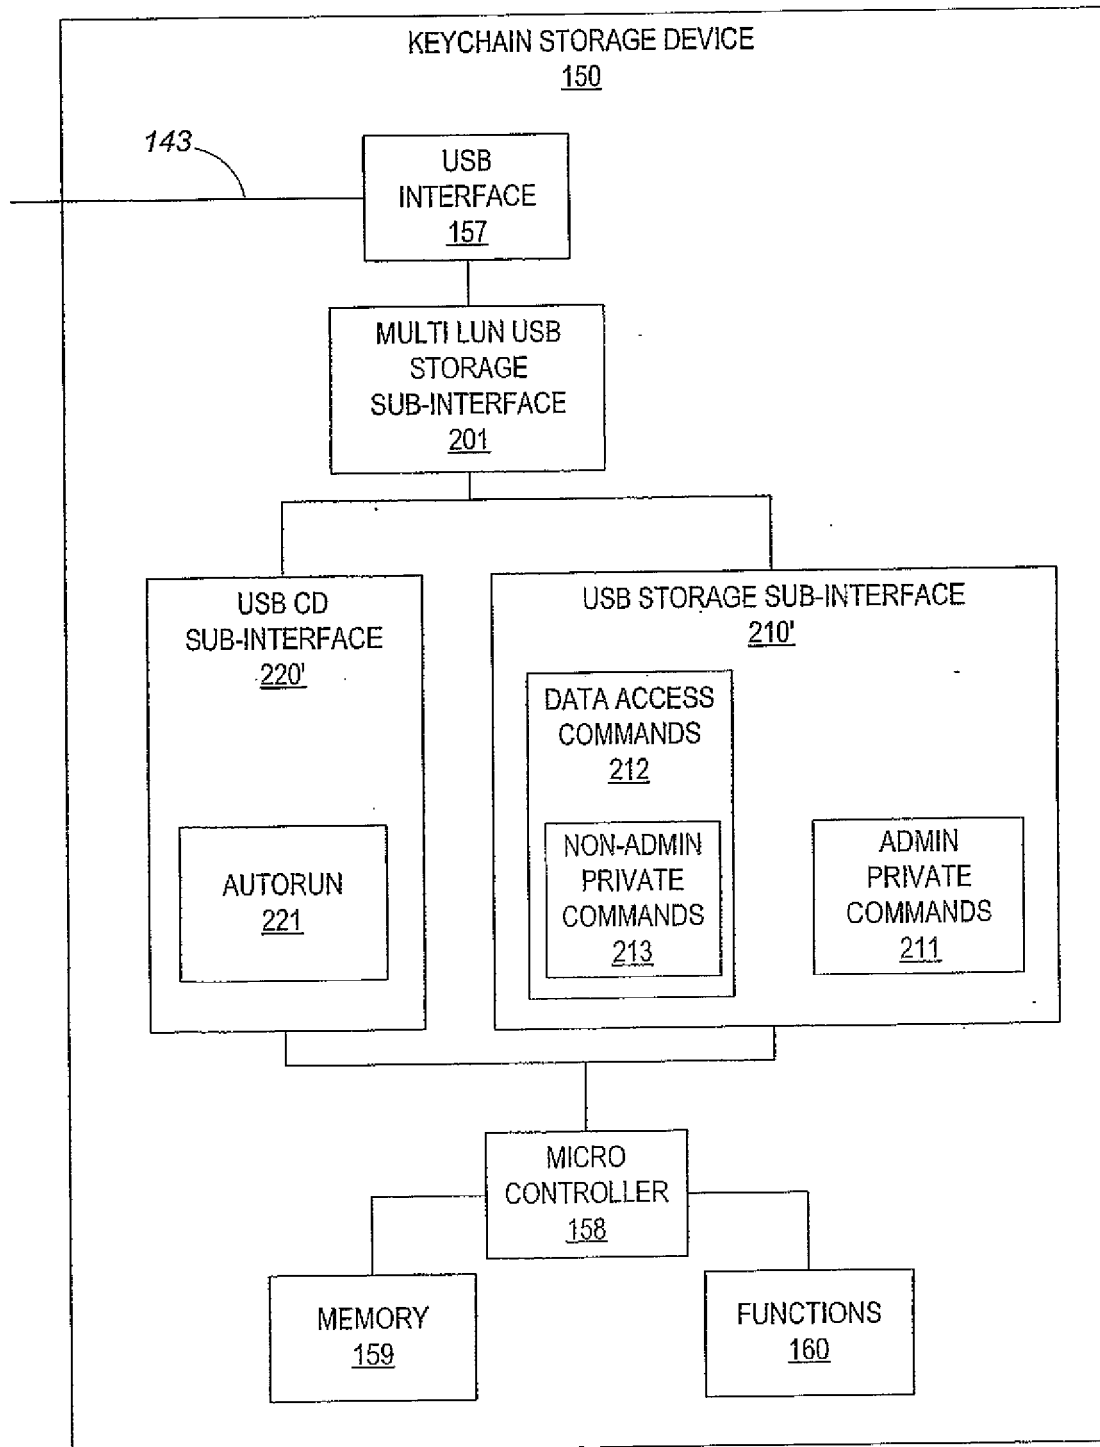 KEYCHAIN STORAGE DEVICE
150
143
USB
INTERFACE
157
MULTI LUN USB
STORAGE
SUB-INTERFACE
201
USB CD
SUB-INTERFACE
220'
AUTORUN
221
USB STORAGE SUB-INTERFACE
210'
DATA ACCESS
COMMANDS
212
NON-ADMIN
PRIVATE
COMMANDS
213
ADMIN
PRIVATE
COMMANDS
211
MICRO
CONTROLLER
158
MEMORY
159
FUNCTIONS
160